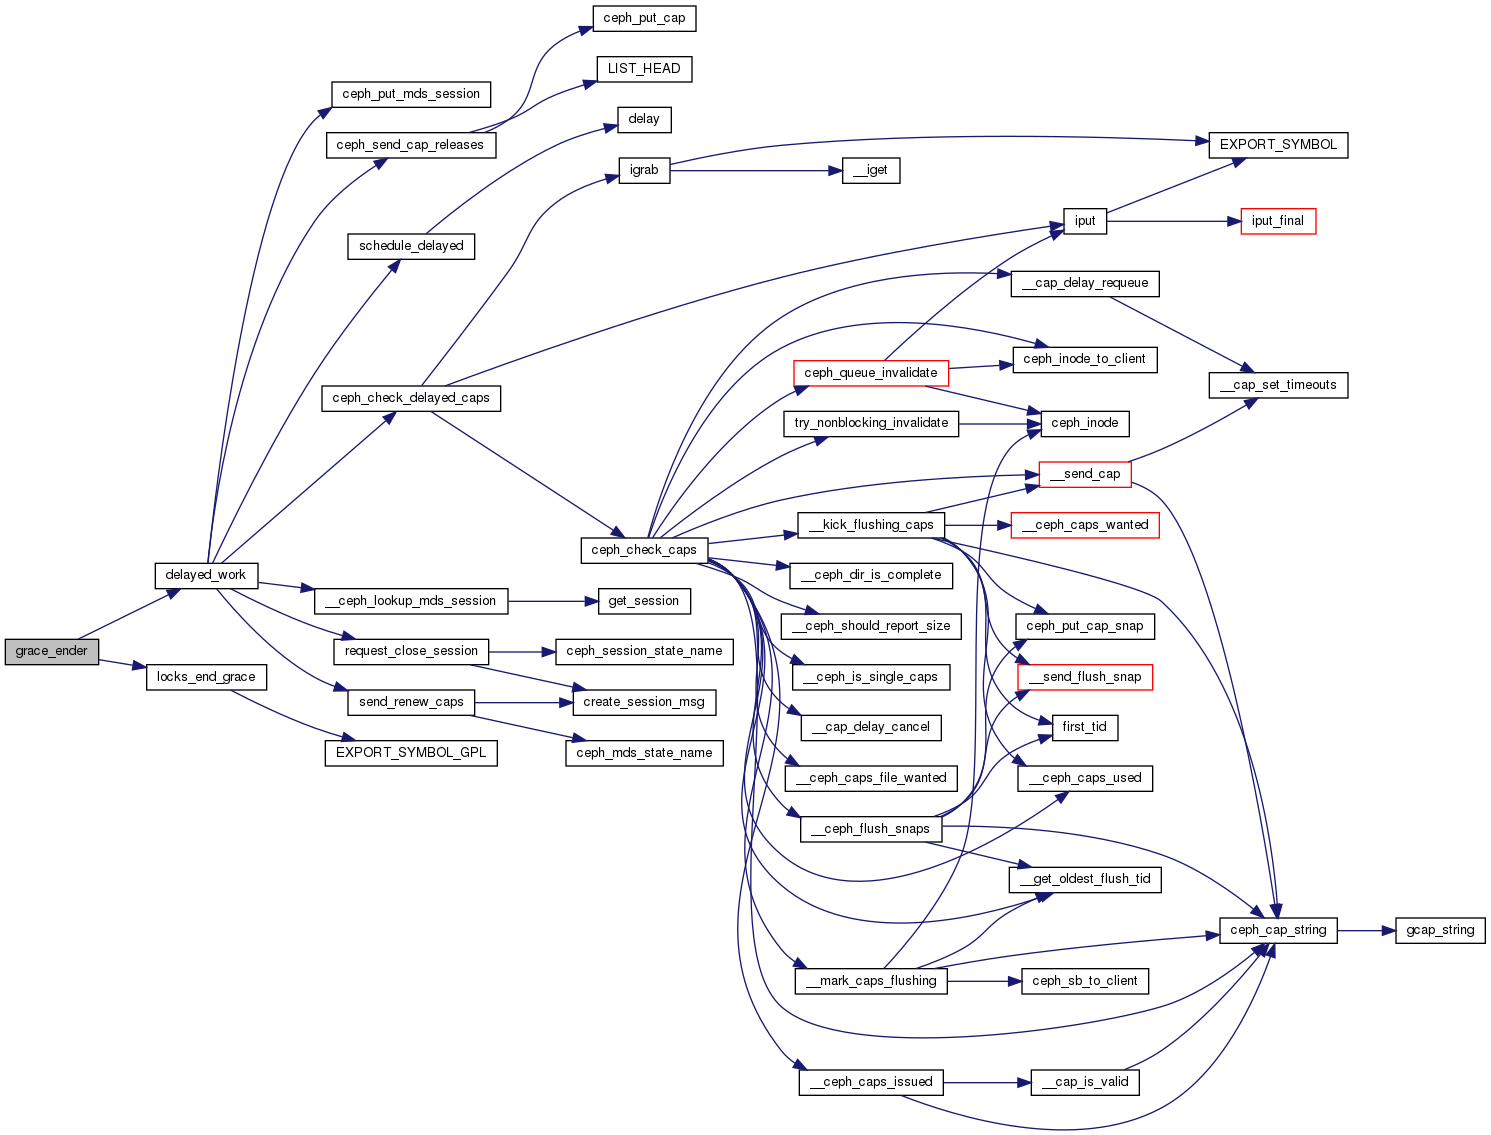 ceph_put_cap
LIST_HEAD
ceph_put_mds_session
delay
ceph_send_cap_releases
EXPORT_SYMBOL
igrab
__iget
iput
iput_final
schedule_delayed
__cap_delay_requeue
ceph_inode_to_client
ceph_queue_invalidate
__cap_set_timeouts
ceph_check_delayed_caps
try_nonblocking_invalidate
ceph_inode
__send_cap
__kick_flushing_caps
__ceph_caps_wanted
ceph_check_caps
delayed_work
__ceph_dir_is_complete
__ceph_lookup_mds_session
get_session
__ceph_should_report_size
ceph_put_cap_snap
grace_ender
request_close_session
ceph_session_state_name
locks_end_grace
__ceph_is_single_caps
__send_flush_snap
send_renew_caps
create_session_msg
__cap_delay_cancel
first_tid
EXPORT_SYMBOL_GPL
ceph_mds_state_name
__ceph_caps_file_wanted
__ceph_caps_used
__ceph_flush_snaps
__get_oldest_flush_tid
ceph_cap_string
gcap_string
__mark_caps_flushing
ceph_sb_to_client
__ceph_caps_issued
__cap_is_valid